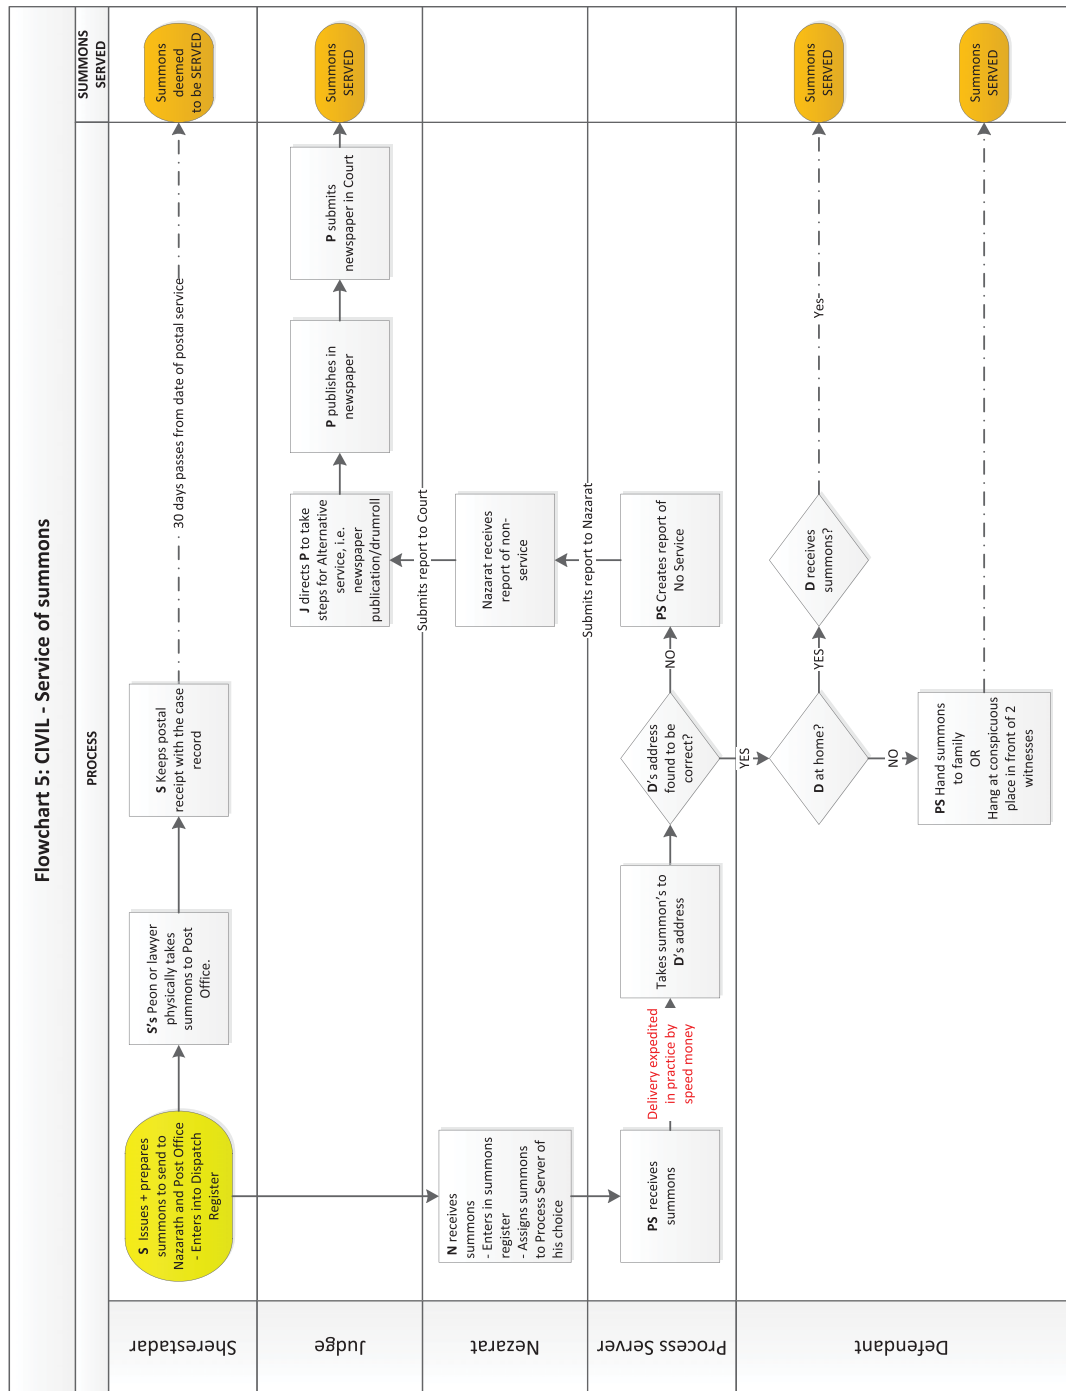 Flowchart 5: CIVIL - Service of summons
PROCESS
SUMMONS
SERVED
Sherestadar
S Issues + prepares
summons to send to
Nazarath and Post Office
- Enters into Dispatch
Register
S's Peon or lawyer
physically takes
summons to Post
Office.
S Keeps postal
receipt with the case
record
30 days passes from date of postal service
Summons
deemed
to be SERVED
Judge
J directs P to take
steps for Alternative
service, i.e.
newspaper
publication/drumroll
P publishes in
newspaper
P submits
newspaper in Court
Summons
SERVED
Submits report to Court
Nezarat
N receives
summons
- Enters in summons
register
- Assigns summons
to Process Server of
his choice
Nazarat receives
report of non-
service
Submits report to Nazarat
Process Server
PS receives
summons
Delivery expedited
in practice by
speed money
Takes summon's to
D's address
D's address
found to be
correct?
NO
PS Creates report of
No Service
YES
Defendant
D at home?
YES
D receives
summons?
Yes
Summons
SERVED
NO
PS Hand summons
to family
OR
Hang at conspicuous
place in front of 2
witnesses
Summons
SERVED